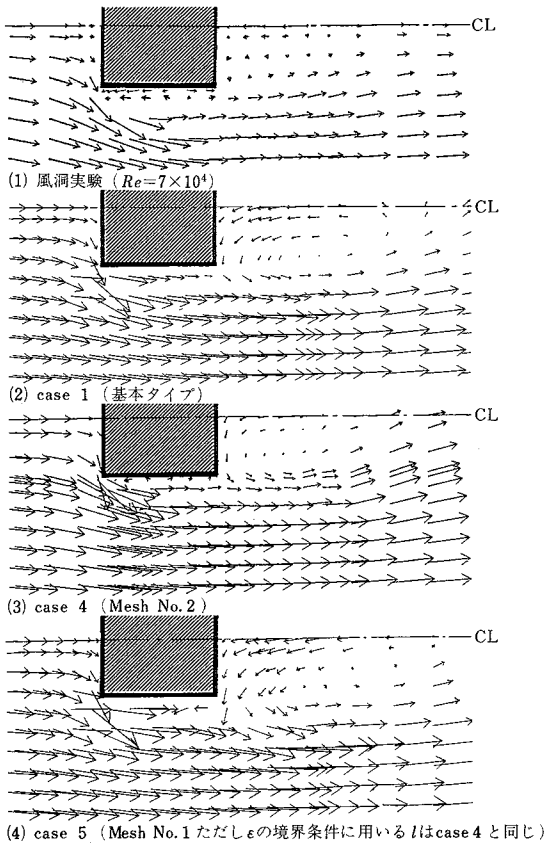 CL
(1) 風洞実験 (Re=7×10⁴)
CL
(2) case 1 (基本タイプ)
CL
(3) case 4 (Mesh No.2)
CL
(4) case 5 (Mesh No.1 ただしεの境界条件に用いる l はcase 4 と同じ)